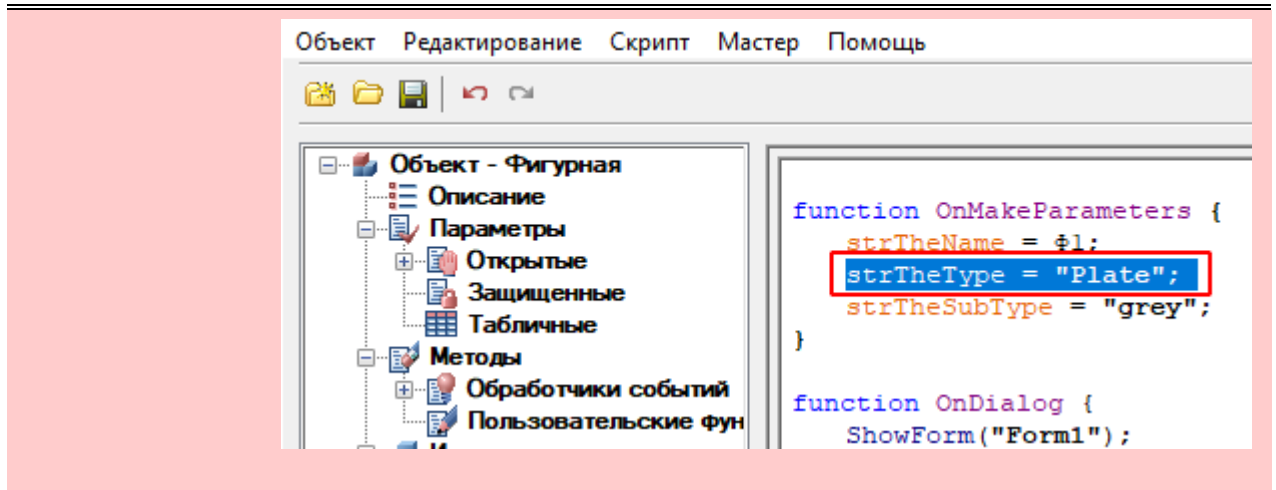 Объект Редактирование Скрипт Мастер Помощь
Объект - Фигурная
Описание
Параметры
Открытые
Защищенные
Табличные
Методы
Обработчики событий
Пользовательские фун
function OnMakeParameters {
strTheName = Ф1;
strTheType = "Plate";
strTheSubType = "grey";
}
function OnDialog {
ShowForm("Form1");